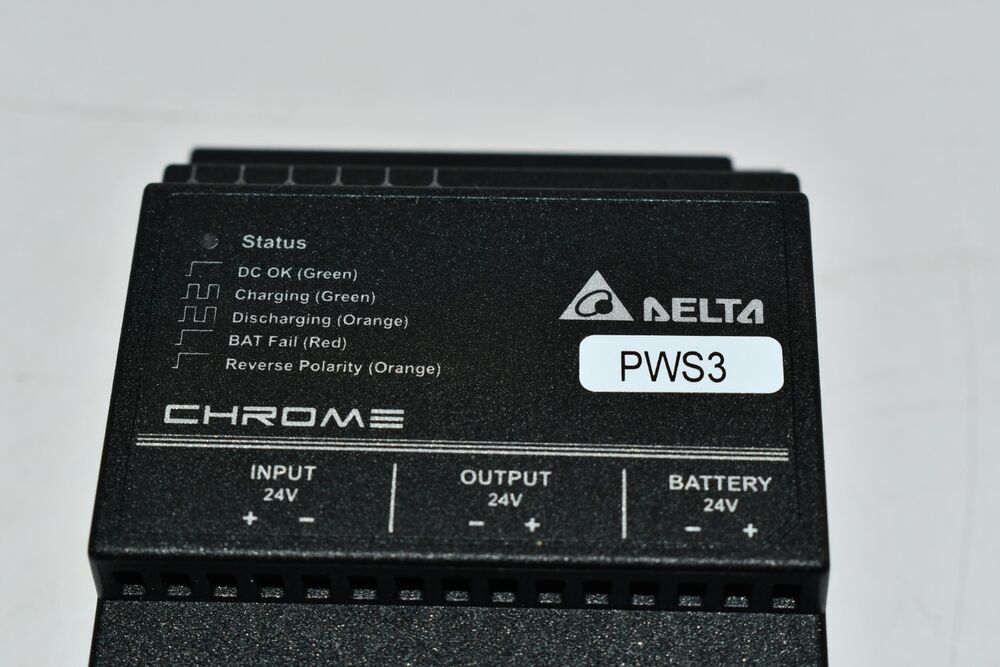 Status
DC OK (Green)
Charging (Green)
Discharging (Orange)
BAT Fail (Red)
Reverse Polarity (Orange)
DELTA
PWS3
CHROME
INPUT
24V
+ −
OUTPUT
24V
− +
BATTERY
24V
− +